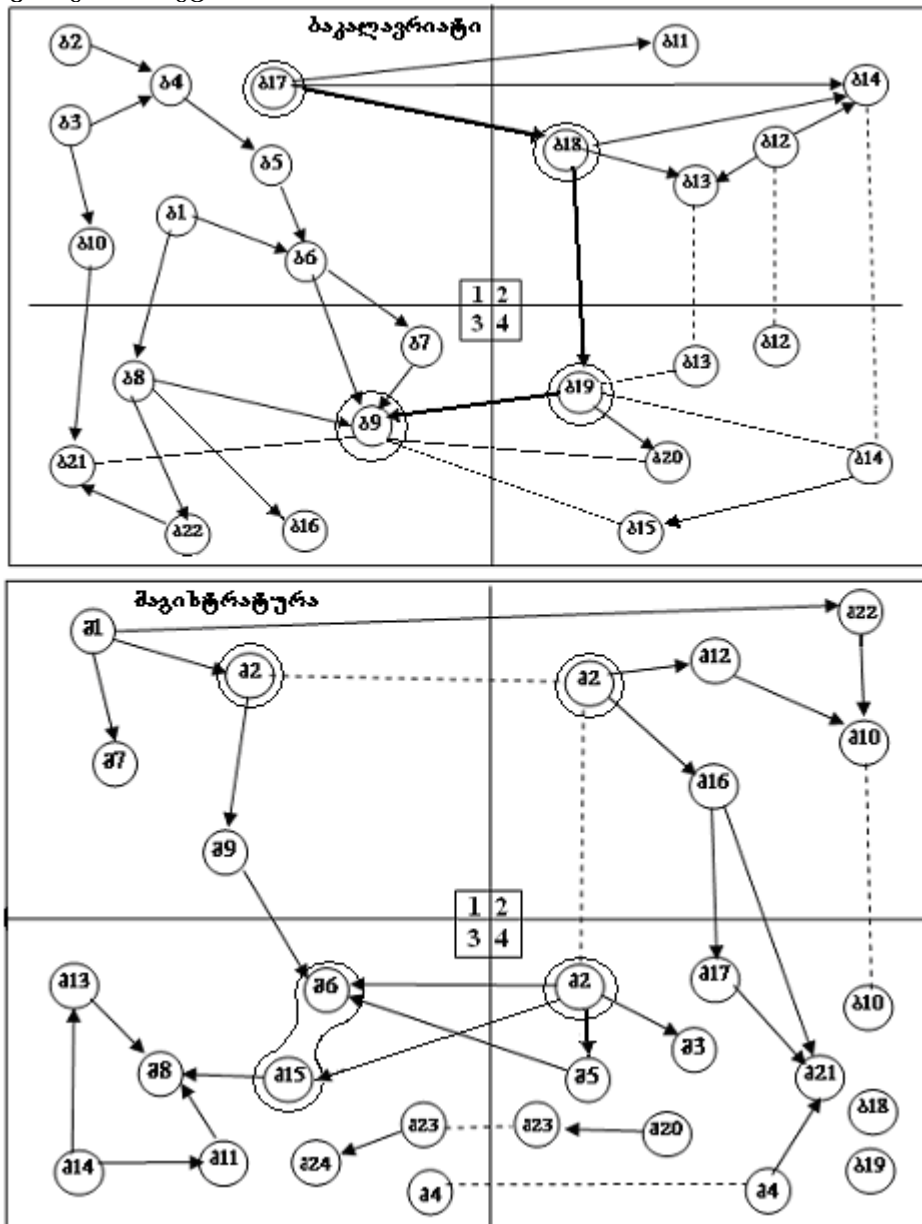 ბაკალავრიატი
ბ2
ბ11
ბ4
ბ17
ბ14
ბ3
ბ18
ბ12
ბ5
ბ13
ბ1
ბ10
ბ6
1 2
3 4
ბ7
ბ12
ბ13
ბ8
ბ19
ბ9
ბ21
ბ20
ბ14
ბ22
ბ16
ბ15
მაგისტრატურა
მ1
მ22
მ2
მ2
მ12
მ7
მ10
მ16
მ9
1 2
3 4
მ13
მ6
მ2
მ17
ბ10
მ3
მ8
მ15
მ5
მ21
ბ18
მ23
მ23
მ20
მ14
მ11
მ24
ბ19
მ4
მ4